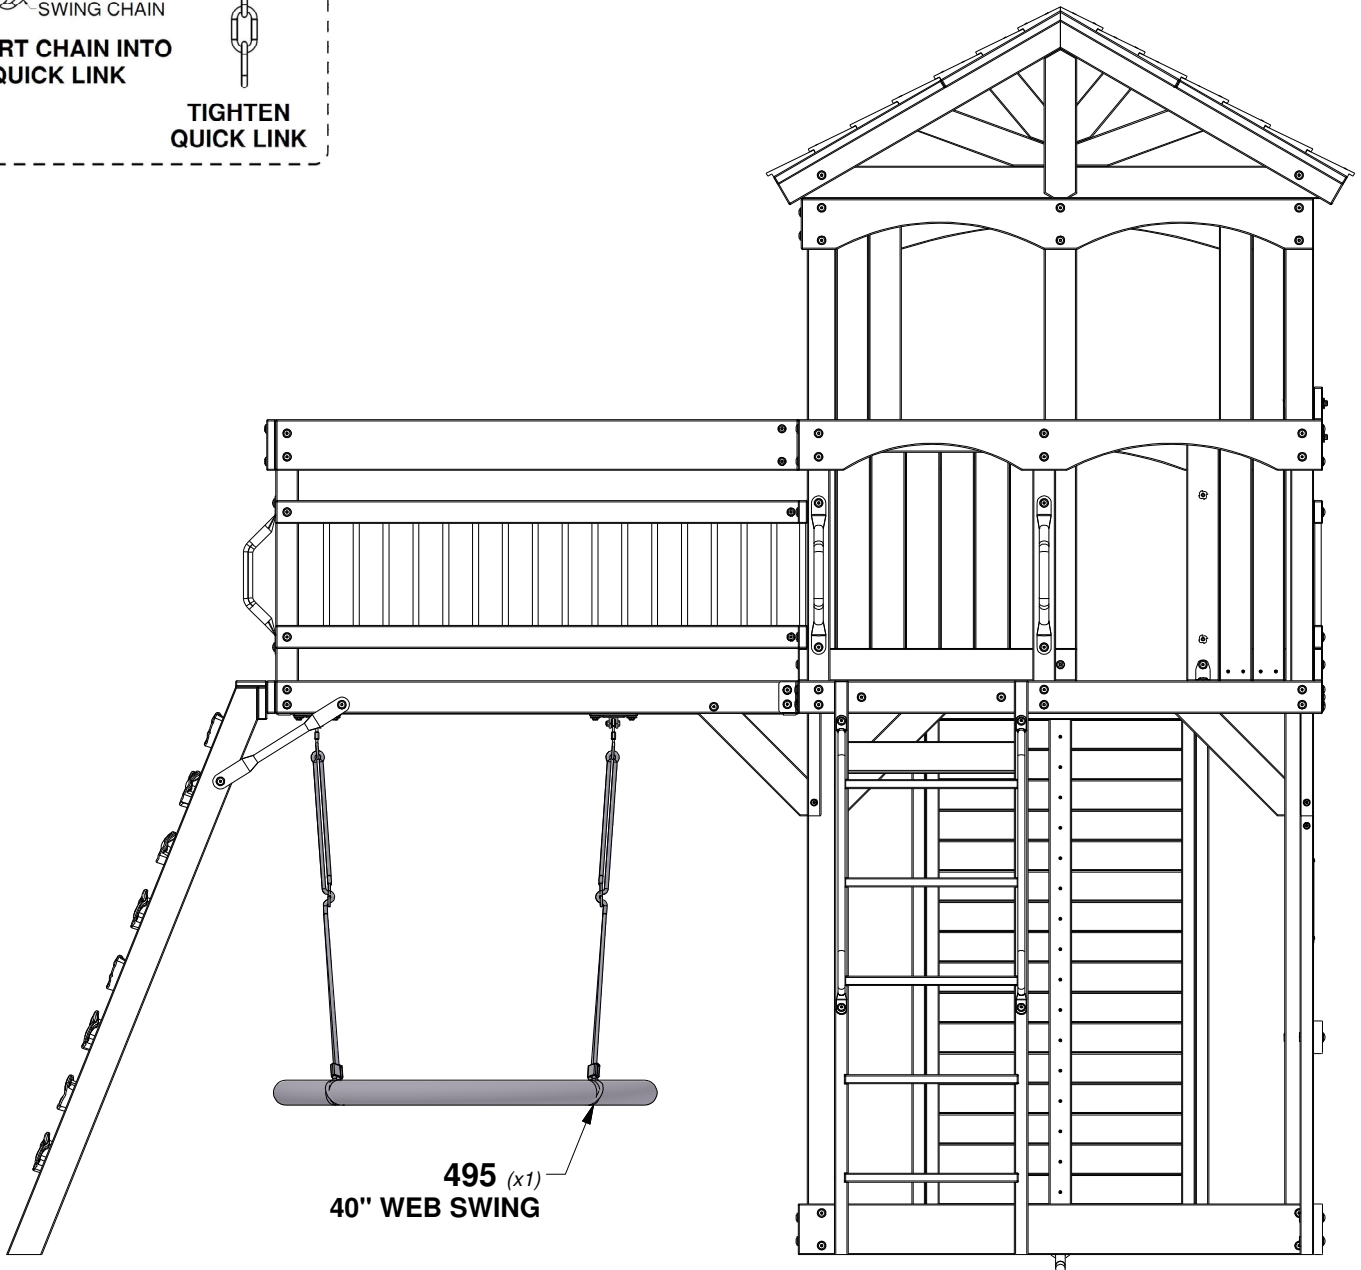 SWING CHAIN
RT CHAIN INTO
QUICK LINK
TIGHTEN
QUICK LINK
495 (x1)
40" WEB SWING